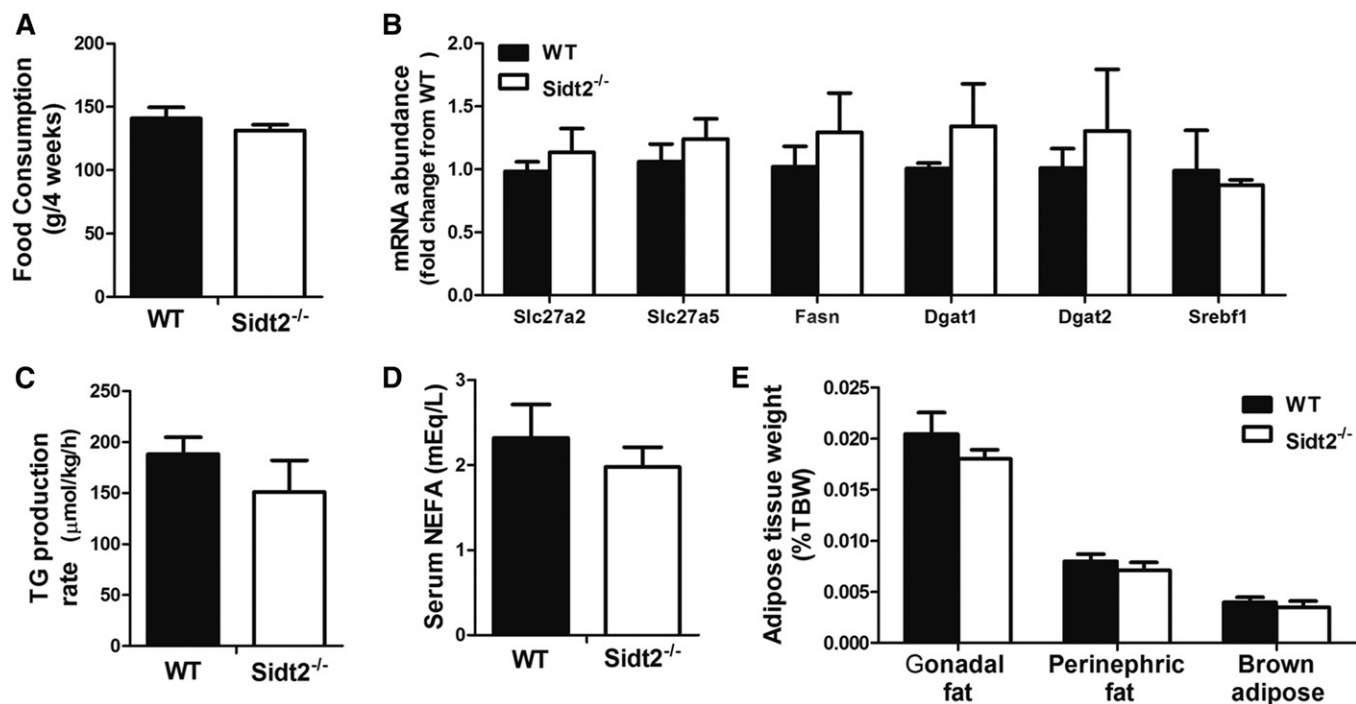 A
Food Consumption
(g/4 weeks)
200
150
100
50
0
WT
Sidt2-/-
B
mRNA abundance
(fold change from WT )
2.0
1.5
1.0
0.5
0.0
WT
Sidt2-/-
Slc27a2
Slc27a5
Fasn
Dgat1
Dgat2
Srebf1
C
TG production
rate (μmol/kg/h)
250
200
150
100
50
0
WT
Sidt2-/-
D
Serum NEFA (mEq/L)
3
2
1
0
WT
Sidt2-/-
E
Adipose tissue weight
(%TBW)
0.025
0.020
0.015
0.010
0.005
0.000
WT
Sidt2-/-
Gonadal
fat
Perinephric
fat
Brown
adipose